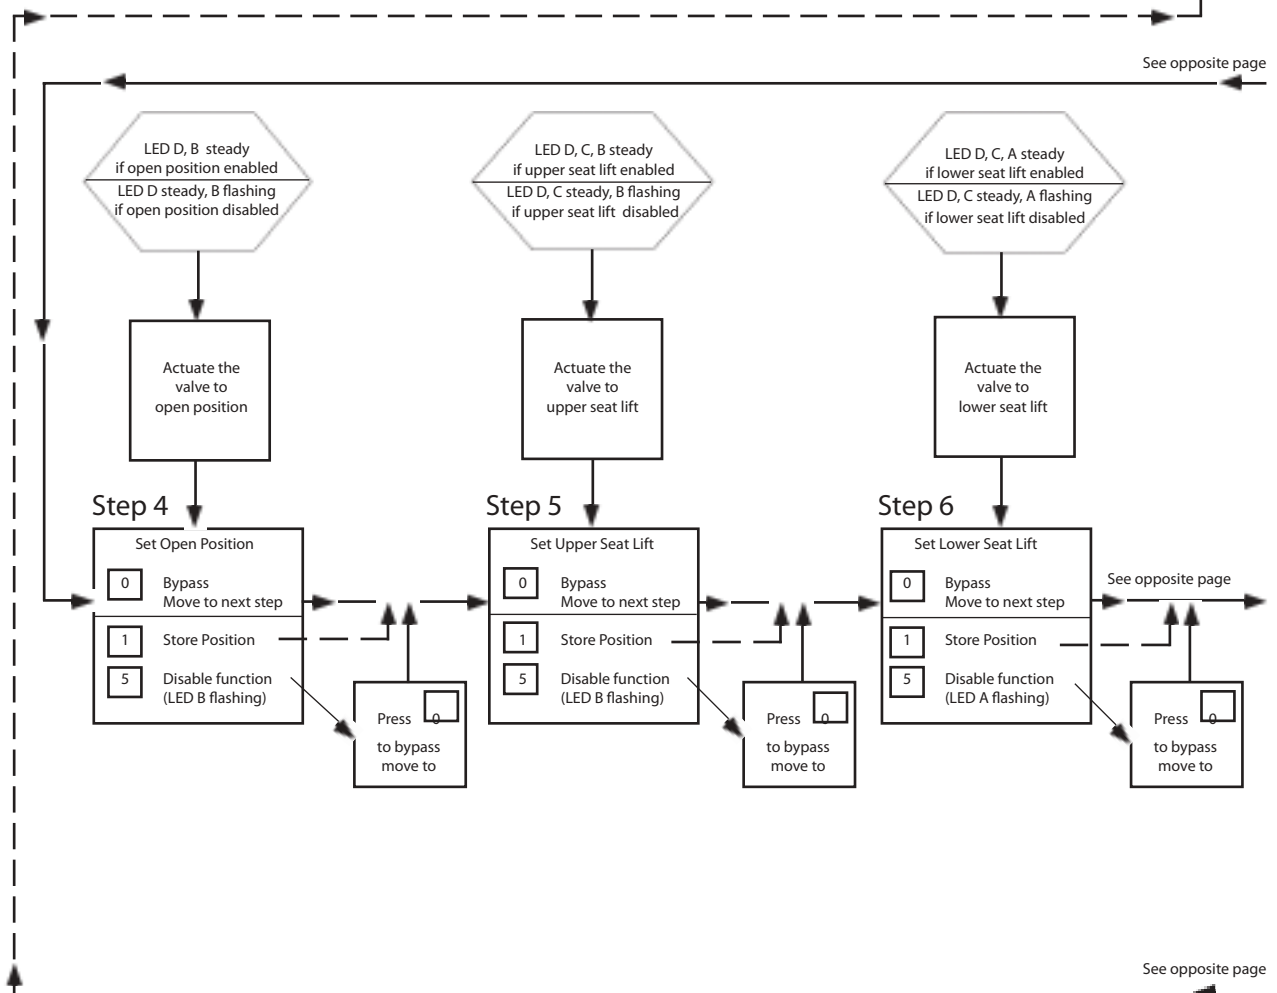 See opposite page
LED D, B steady
if open position enabled
LED D steady, B flashing
if open position disabled
LED D, C, B steady
if upper seat lift enabled
LED D, C steady, B flashing
if upper seat lift disabled
LED D, C, A steady
if lower seat lift enabled
LED D, C steady, A flashing
if lower seat lift disabled
Actuate the
valve to
open position
Actuate the
valve to
upper seat lift
Actuate the
valve to
lower seat lift
Step 4
Set Open Position
0 Bypass
Move to next step
1 Store Position
5 Disable function
(LED B flashing)
Press 0
to bypass
move to
Step 5
Set Upper Seat Lift
0 Bypass
Move to next step
1 Store Position
5 Disable function
(LED B flashing)
Press 0
to bypass
move to
Step 6
Set Lower Seat Lift
0 Bypass
Move to next step
1 Store Position
5 Disable function
(LED A flashing)
See opposite page
Press 0
to bypass
move to
See opposite page